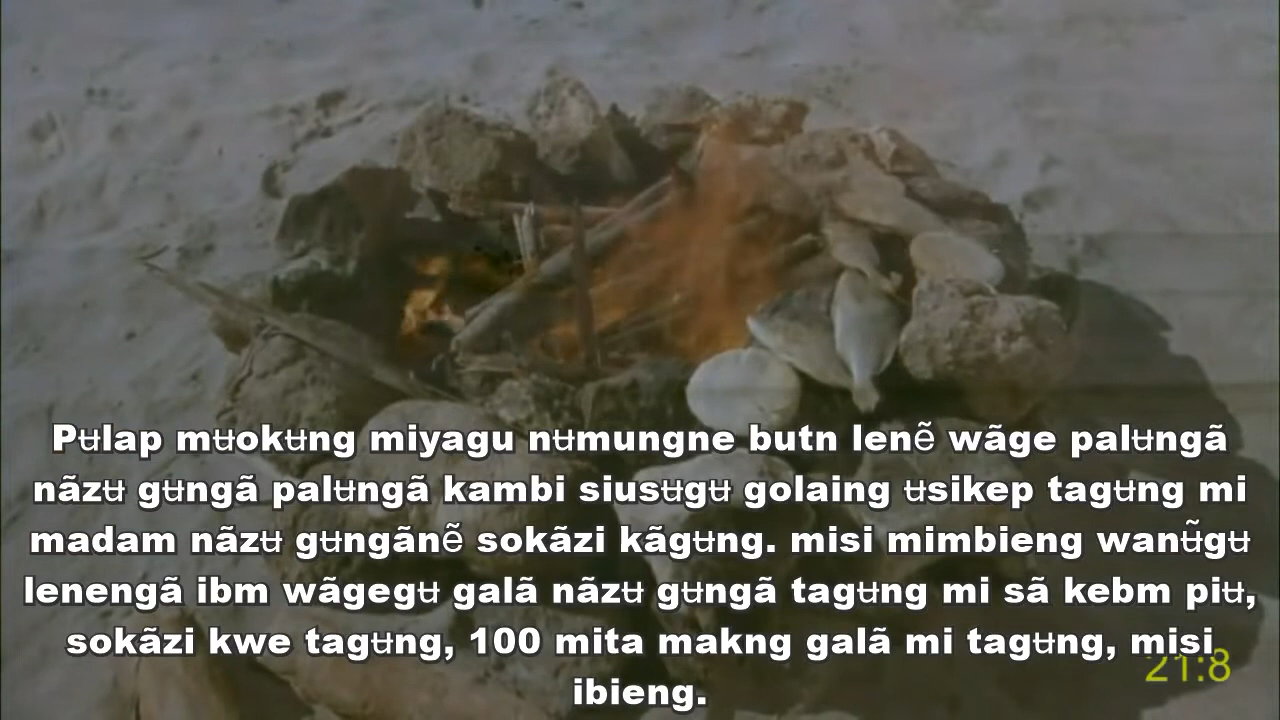 Pʉlap mʉokʉng miyagu nʉmungne butn lenẽ wãge palʉngã
nãzʉ gʉngã palʉngã kambi siusʉgʉ golaing ʉsikep tagʉng mi
madam nãzʉ gʉngãnẽ sokãzi kãgʉng. misi mimbieng wanʉ̃gʉ
lenengã ibm wãgegʉ galã nãzʉ gʉngã tagʉng mi sã kebm piʉ,
sokãzi kwe tagʉng, 100 mita makng galã mi tagʉng, misi
ibieng.
21:8